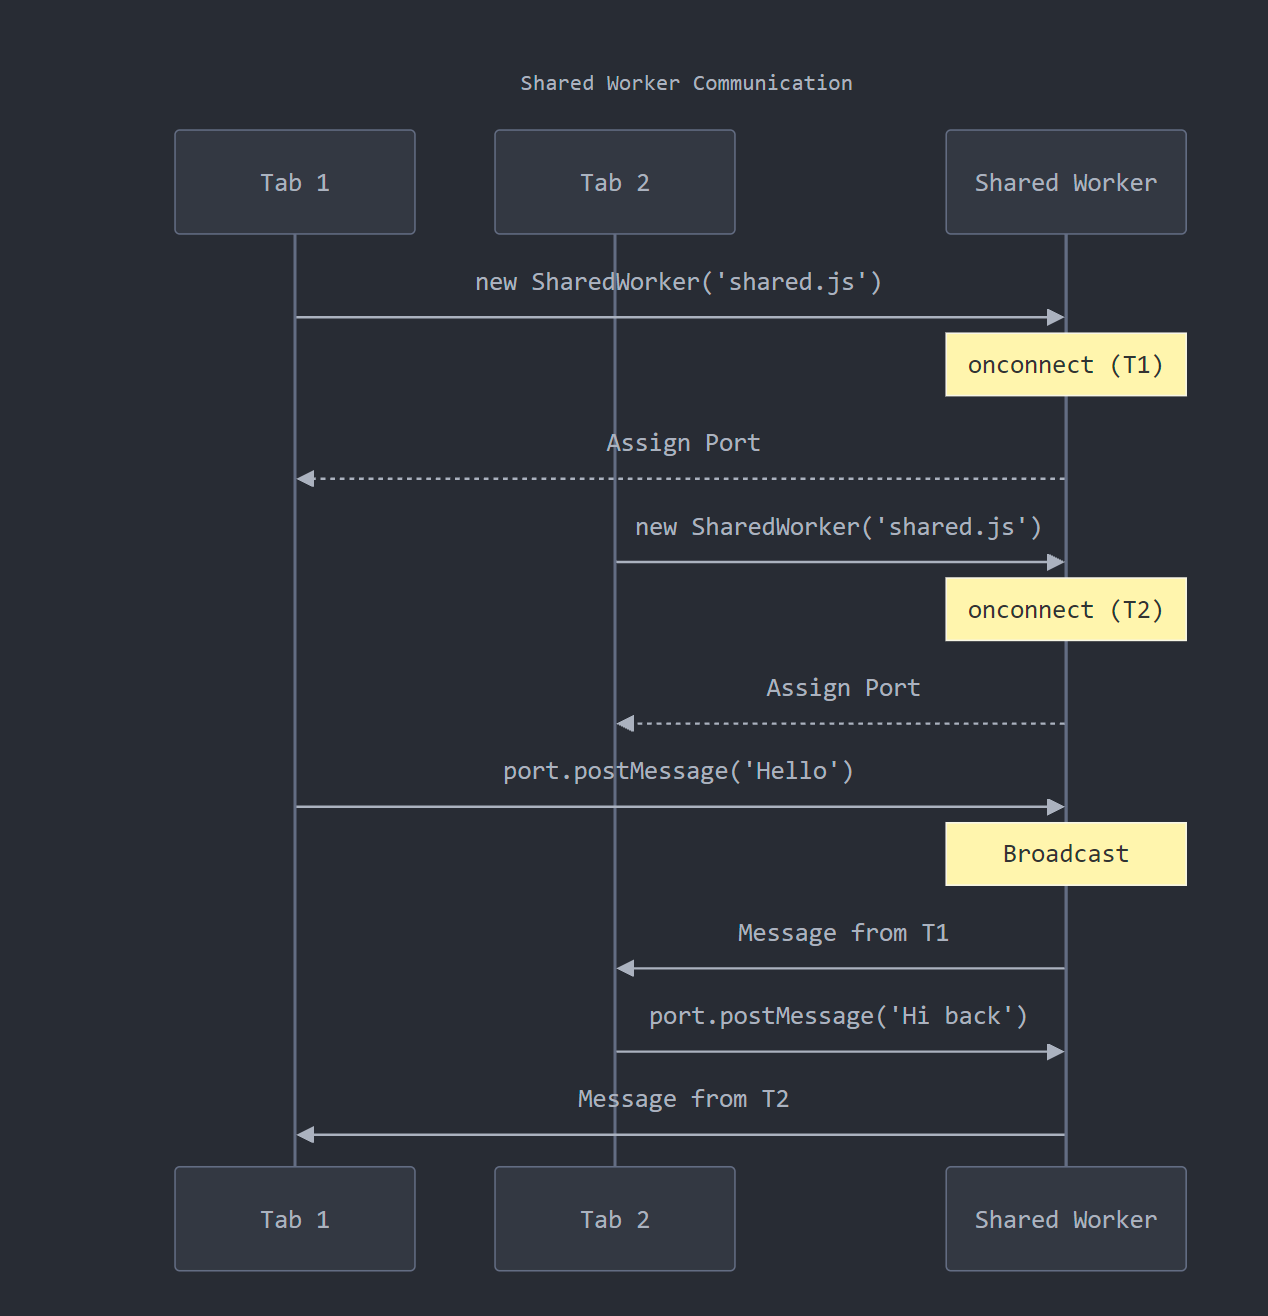 Shared Worker Communication
Tab 1
Tab 2
Shared Worker
new SharedWorker('shared.js')
onconnect (T1)
Assign Port
new SharedWorker('shared.js')
onconnect (T2)
Assign Port
port.postMessage('Hello')
Broadcast
Message from T1
port.postMessage('Hi back')
Message from T2
Tab 1
Tab 2
Shared Worker